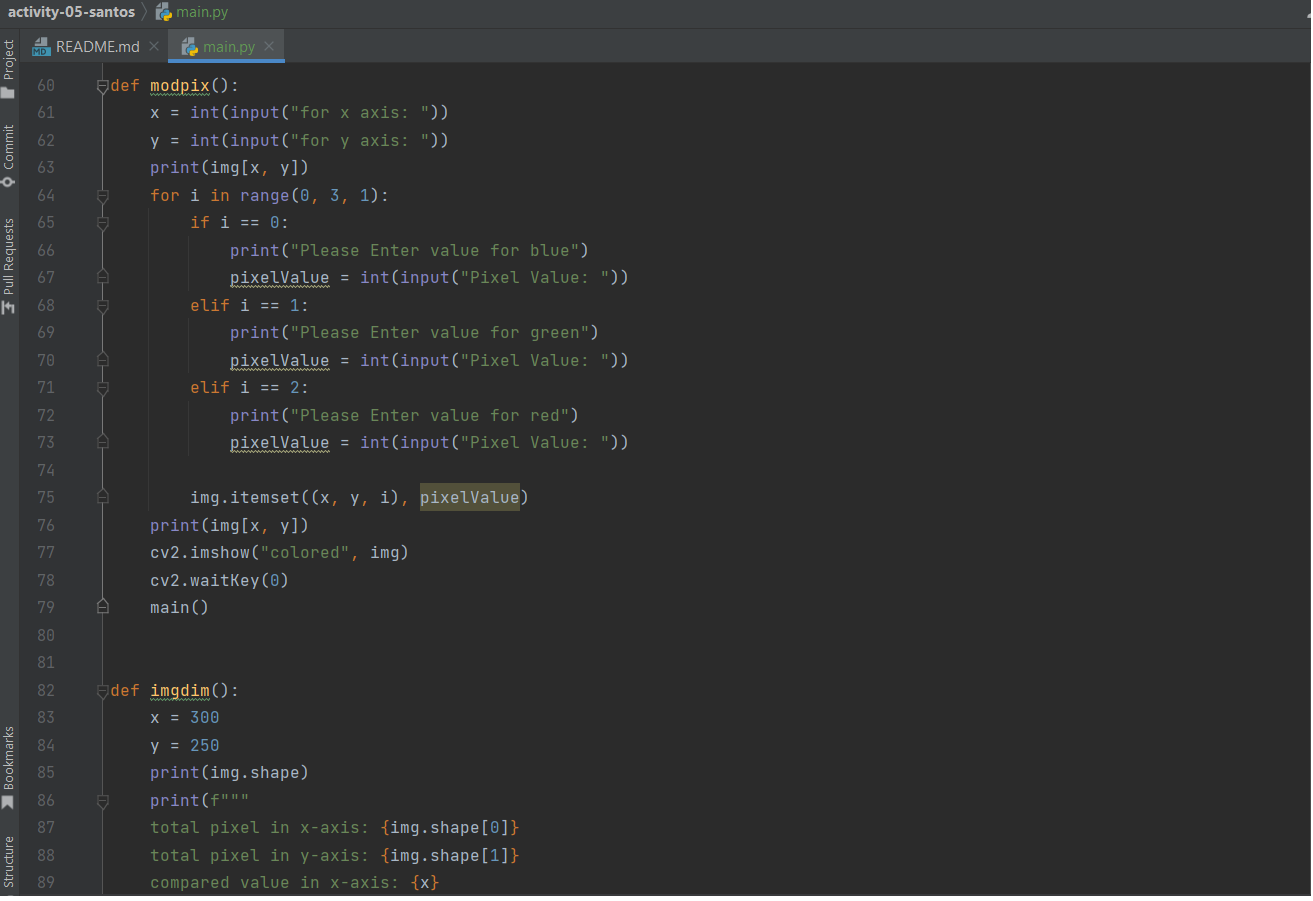 activity-05-santos
main.py
README.md
main.py
Project
Commit
Pull Requests
Bookmarks
Structure
60 def modpix():
61     x = int(input("for x axis: "))
62     y = int(input("for y axis: "))
63     print(img[x, y])
64     for i in range(0, 3, 1):
65         if i == 0:
66             print("Please Enter value for blue")
67             pixelValue = int(input("Pixel Value: "))
68         elif i == 1:
69             print("Please Enter value for green")
70             pixelValue = int(input("Pixel Value: "))
71         elif i == 2:
72             print("Please Enter value for red")
73             pixelValue = int(input("Pixel Value: "))
74
75         img.itemset((x, y, i), pixelValue)
76     print(img[x, y])
77     cv2.imshow("colored", img)
78     cv2.waitKey(0)
79     main()
80
81
82 def imgdim():
83     x = 300
84     y = 250
85     print(img.shape)
86     print(f"""
87     total pixel in x-axis: {img.shape[0]}
88     total pixel in y-axis: {img.shape[1]}
89     compared value in x-axis: {x}